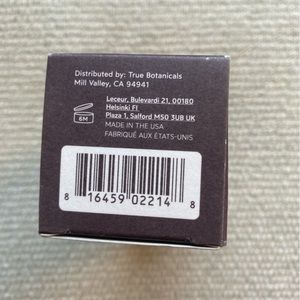 Distributed by: True Botanicals
Mill Valley, CA 94941
Leceur, Bulevardi 21, 00180
Helsinki FI
Plaza 1, Salford M50 3UB UK
6M
MADE IN THE USA
FABRIQUÉ AUX ÉTATS-UNIS
8 16459 02214 8